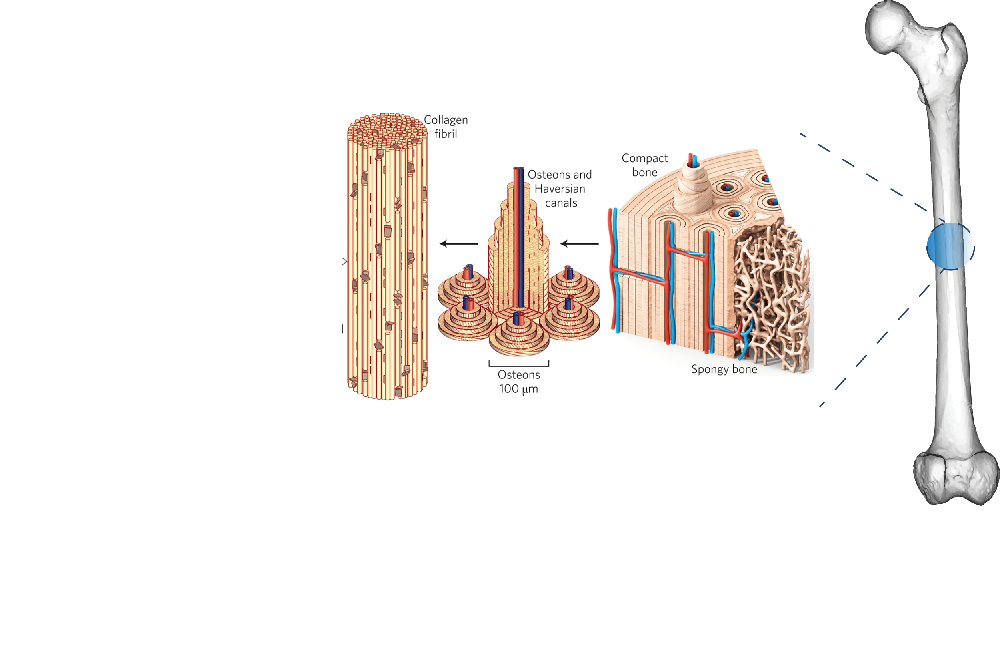 Collagen
fibril
Osteons and
Haversian
canals
Compact
bone
Osteons
100 μm
Spongy bone